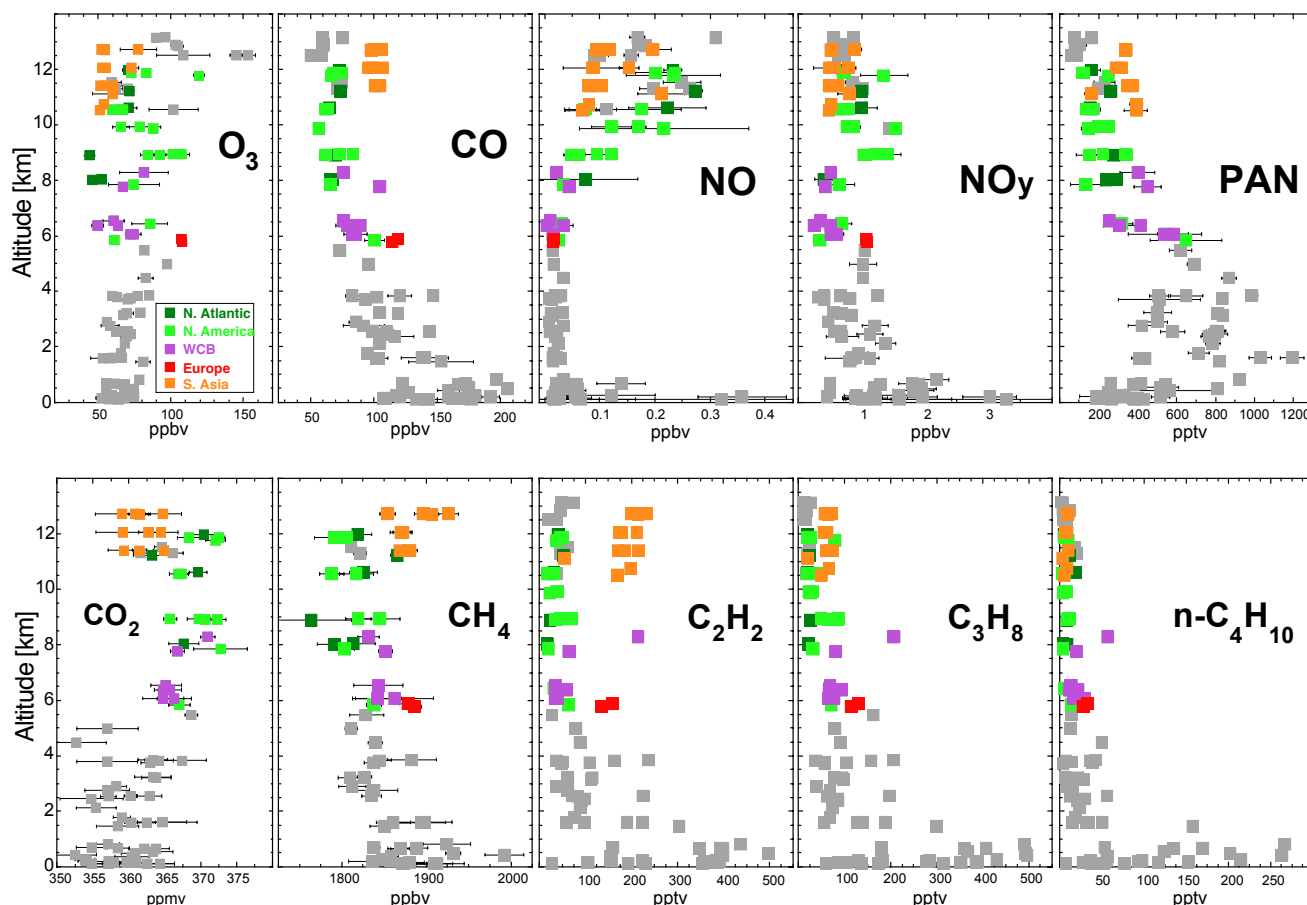 Altitude [km]
12
10
8
6
4
2
0
O3
CO
NO
NOy
PAN
N. Atlantic
N. America
WCB
Europe
S. Asia
50 100 150
50 100 150 200
0.1 0.2 0.3 0.4
1 2 3
200 400 600 800 1000 1200
ppbv ppbv ppbv ppbv pptv
Altitude [km]
12
10
8
6
4
2
0
CO2
CH4
C2H2
C3H8
n-C4H10
350 355 360 365 370 375
1800 1900 2000
100 200 300 400 500
100 200 300 400 500
50 100 150 200 250
ppmv ppbv pptv pptv pptv